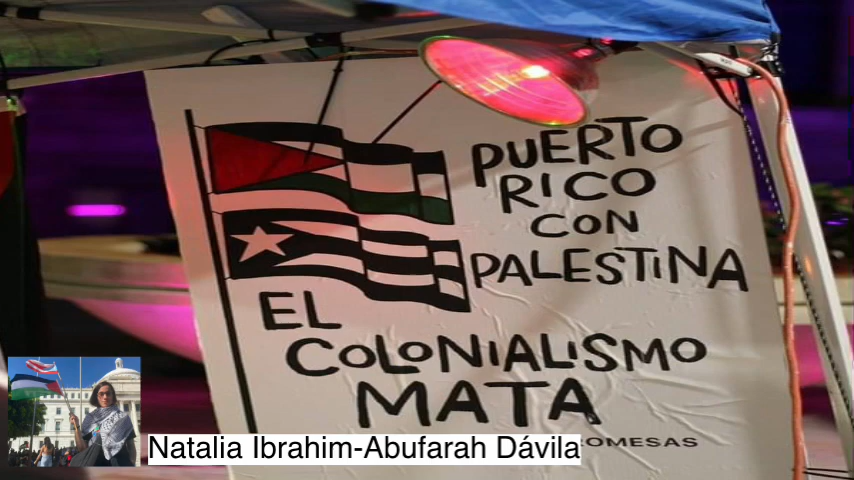 PUERTO
RICO
CON
PALESTINA
EL
COLONIALISMO
MATA
Natalia Ibrahim-Abufarah Dávila